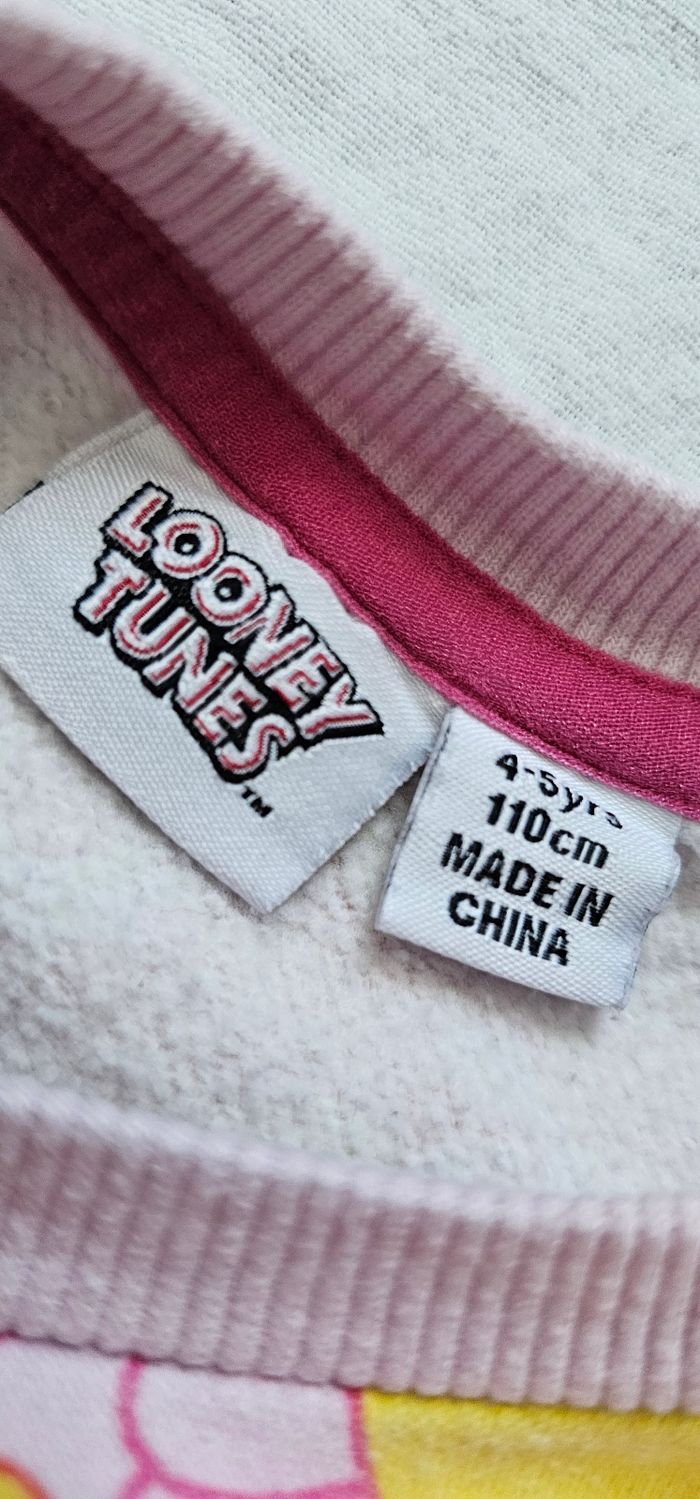 LOONEY
TUNES
TM
4-5yrs
110cm
MADE IN
CHINA